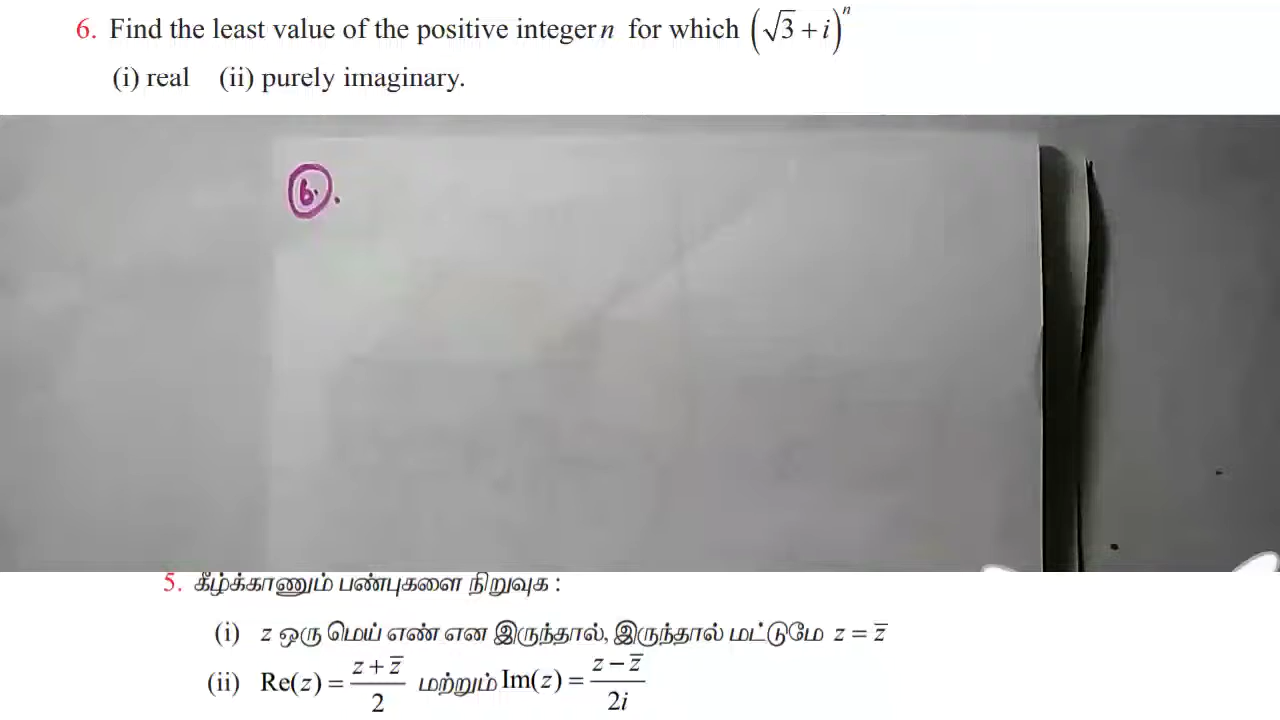 6. Find the least value of the positive integer n for which (√3 + i)ⁿ
(i) real (ii) purely imaginary.
6.
5. கீழ்க்காணும் பண்புகளை நிறுவுக :
(i) z ஒரு மெய் எண் என இருந்தால், இருந்தால் மட்டுமே z = z̅
(ii) Re(z) = (z + z̅)/2 மற்றும் Im(z) = (z − z̅)/2i